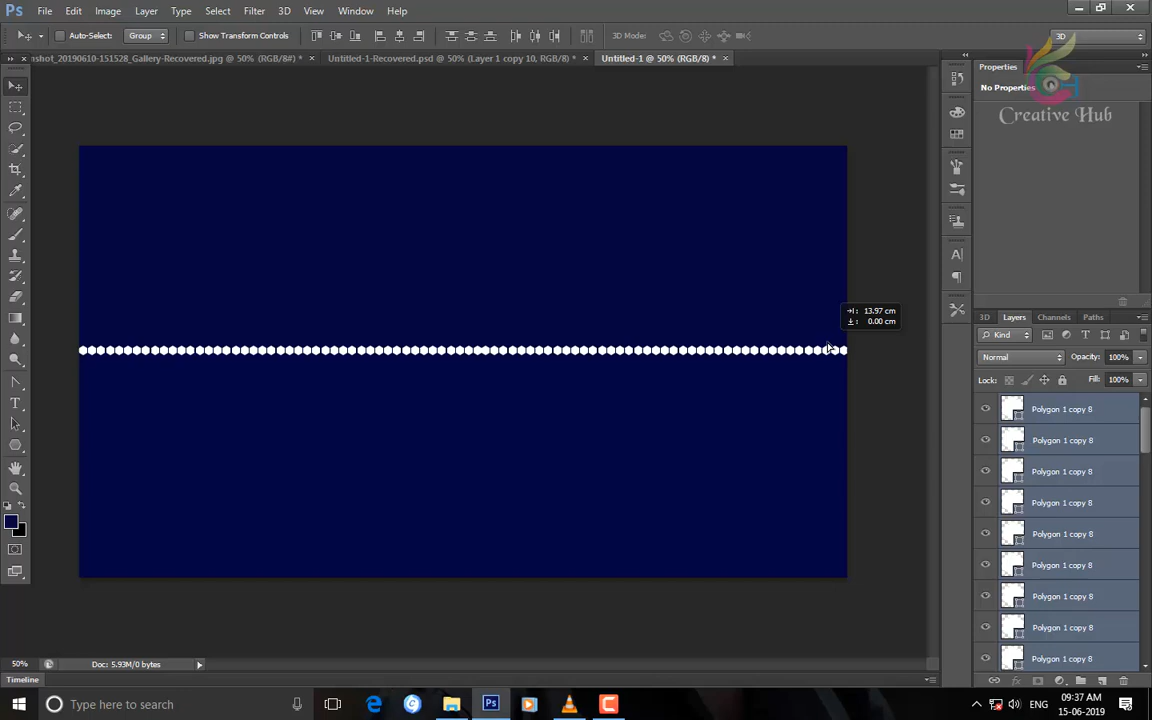 Ps File Edit Image Layer Type Select Filter 3D View Window Help
Auto-Select: Group Show Transform Controls 3D Mode: 3D
nshot_20190610-151528_Gallery-Recovered.jpg @ 50% (RGB/8#) * × Untitled-1-Recovered.psd @ 50% (Layer 1 copy 10, RGB/8) * × Untitled-1 @ 50% (RGB/8) * ×
Properties
No Properties
Creative Hub
→: 13.97 cm
↓: 0.00 cm
3D Layers Channels Paths
Kind
Normal Opacity: 100%
Lock: Fill: 100%
Polygon 1 copy 8
Polygon 1 copy 8
Polygon 1 copy 8
Polygon 1 copy 8
Polygon 1 copy 8
Polygon 1 copy 8
Polygon 1 copy 8
Polygon 1 copy 8
Polygon 1 copy 8
50% Doc: 5.93M/0 bytes
Timeline
Type here to search
ENG
09:37 AM
15-06-2019